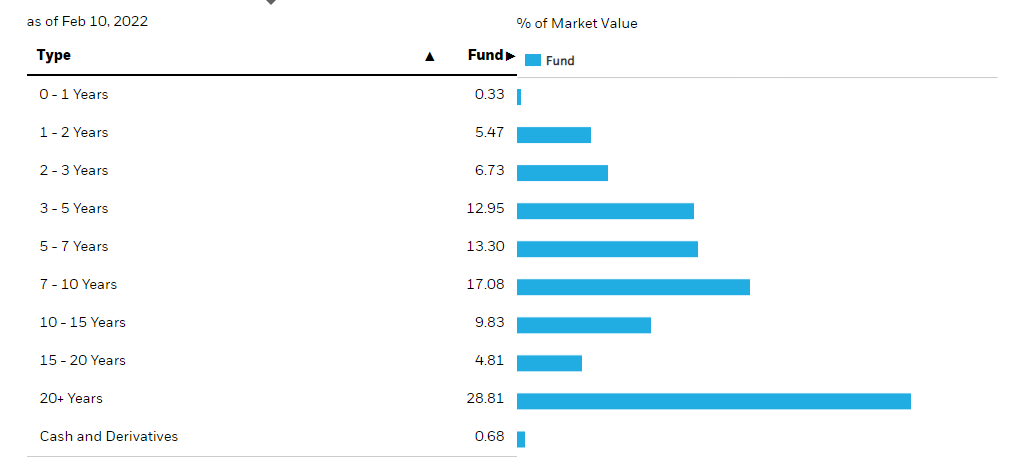 as of Feb 10, 2022 % of Market Value
Type ▲ Fund ▶ Fund
0 - 1 Years 0.33
1 - 2 Years 5.47
2 - 3 Years 6.73
3 - 5 Years 12.95
5 - 7 Years 13.30
7 - 10 Years 17.08
10 - 15 Years 9.83
15 - 20 Years 4.81
20+ Years 28.81
Cash and Derivatives 0.68